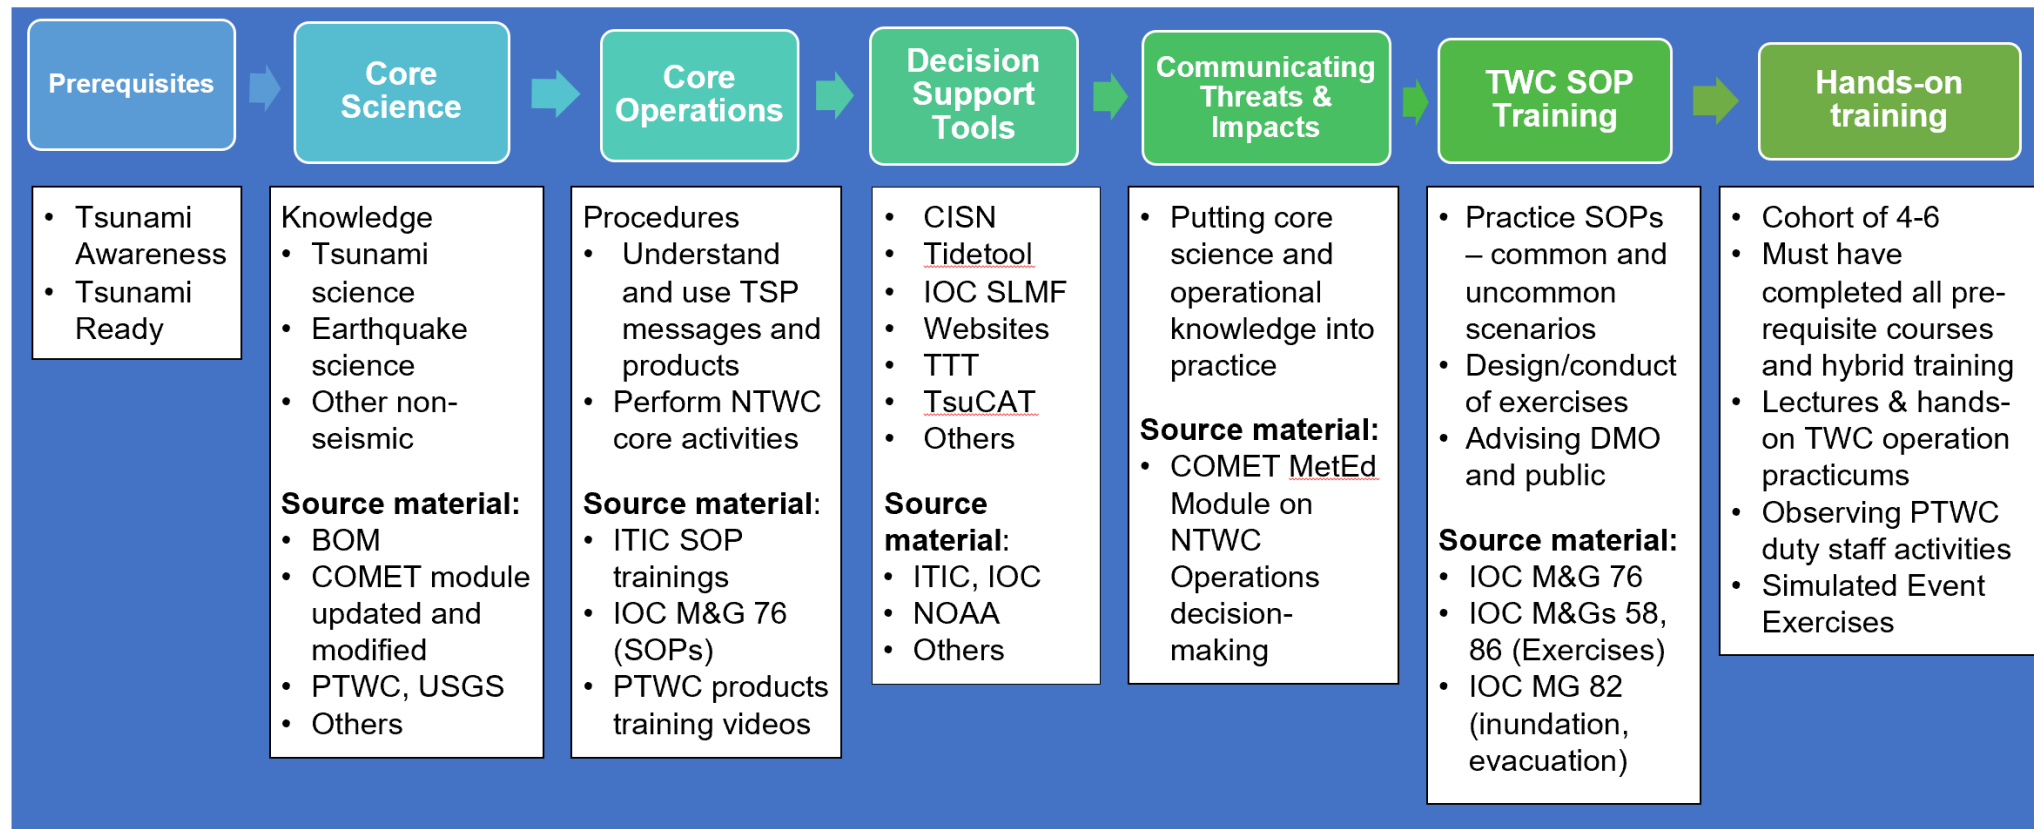 Prerequisites
Core
Science
Core
Operations
Decision
Support
Tools
Communicating
Threats &
Impacts
TWC SOP
Training
Hands-on
training
• Tsunami
Awareness
• Tsunami
Ready
Knowledge
• Tsunami
science
• Earthquake
science
• Other non-
seismic
Source material:
• BOM
• COMET module
updated and
modified
• PTWC, USGS
• Others
Procedures
• Understand
and use TSP
messages and
products
• Perform NTWC
core activities
Source material:
• ITIC SOP
trainings
• IOC M&G 76
(SOPs)
• PTWC products
training videos
• CISN
• Tidetool
• IOC SLMF
• Websites
• TTT
• TsuCAT
• Others
Source
material:
• ITIC, IOC
• NOAA
• Others
• Putting core
science and
operational
knowledge into
practice
Source material:
• COMET MetEd
Module on
NTWC
Operations
decision-
making
• Practice SOPs
– common and
uncommon
scenarios
• Design/conduct
of exercises
• Advising DMO
and public
Source material:
• IOC M&G 76
• IOC M&Gs 58,
86 (Exercises)
• IOC MG 82
(inundation,
evacuation)
• Cohort of 4-6
• Must have
completed all pre-
requisite courses
and hybrid training
• Lectures & hands-
on TWC operation
practicums
• Observing PTWC
duty staff activities
• Simulated Event
Exercises